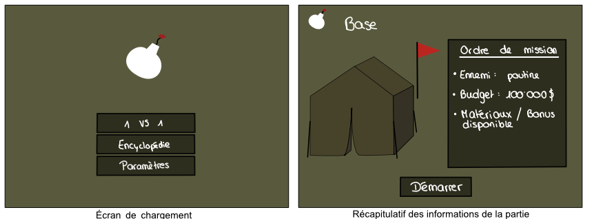 1 VS 1
Encyclopédie
Paramètres
Écran de chargement
Base
Ordre de mission
• Ennemi : poutine
• Budget : 100'000 $
• Matériaux / Bonus
disponible
Démarrer
Récapitulatif des informations de la partie